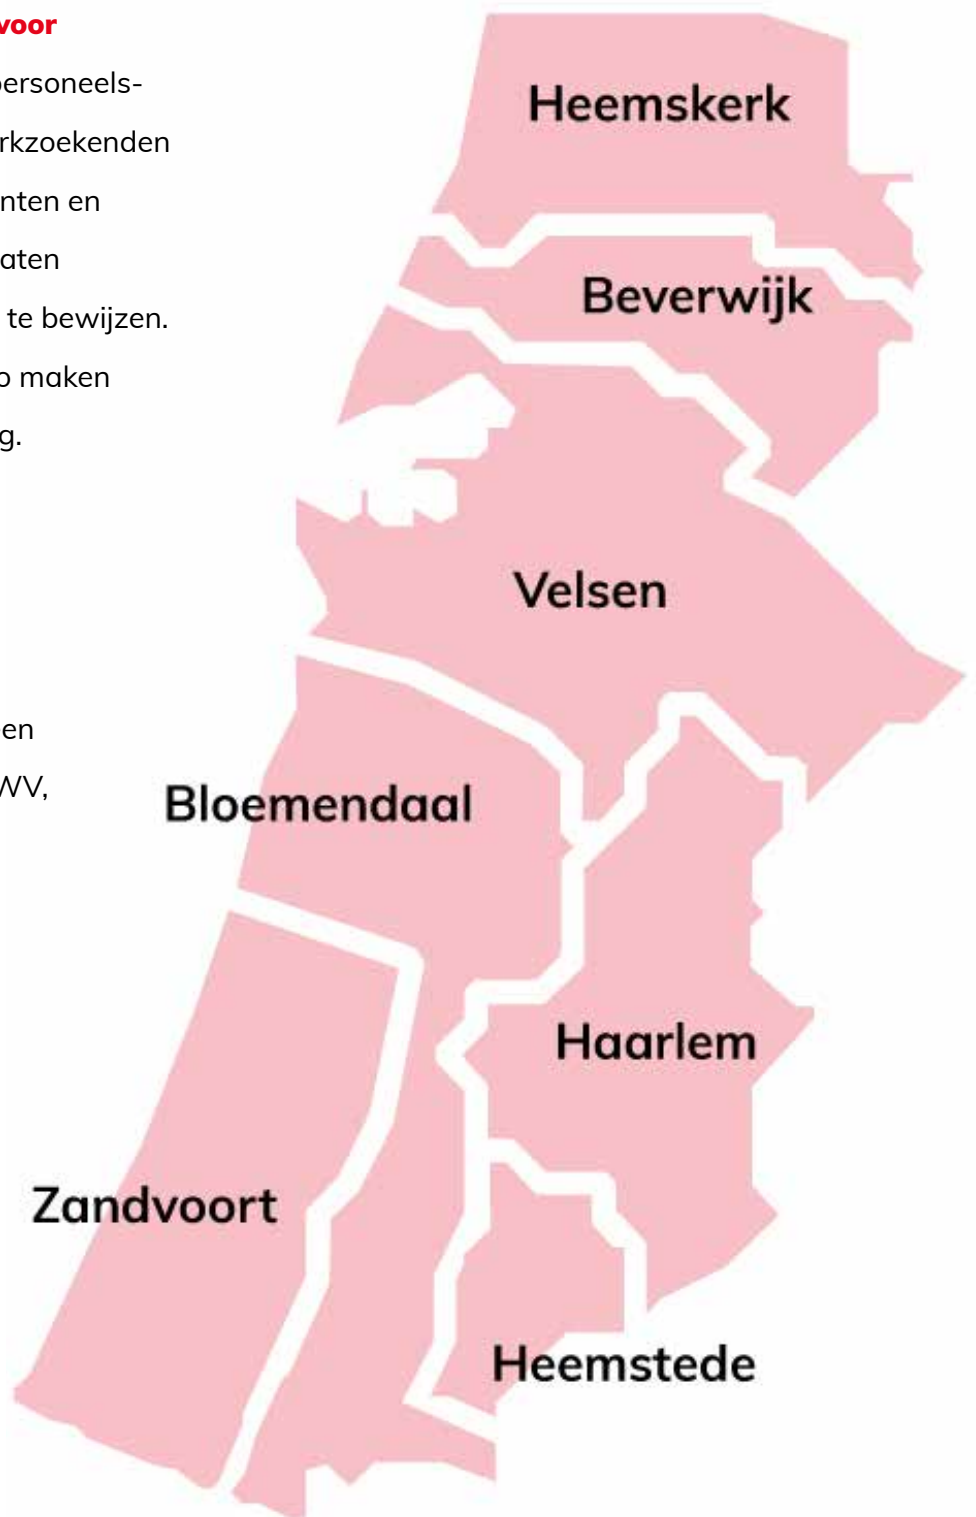 voor
personeels-
rkzoekenden
nten en
aten
te bewijzen.
o maken
g.
en
WV,
Heemskerk
Beverwijk
Velsen
Bloemendaal
Haarlem
Zandvoort
Heemstede